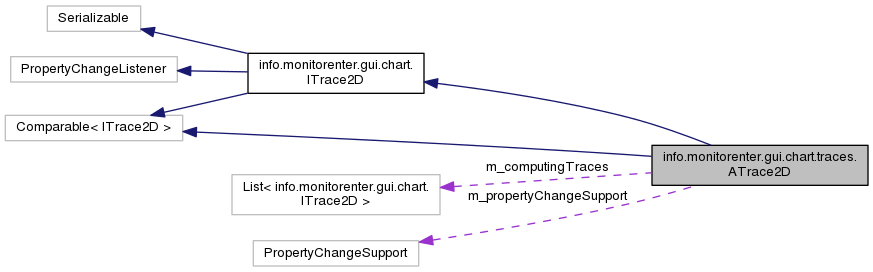 Serializable
PropertyChangeListener
info.monitorenter.gui.chart.
ITrace2D
Comparable< ITrace2D >
info.monitorenter.gui.chart.traces.
ATrace2D
m_computingTraces
List< info.monitorenter.gui.chart.
ITrace2D >
m_propertyChangeSupport
PropertyChangeSupport